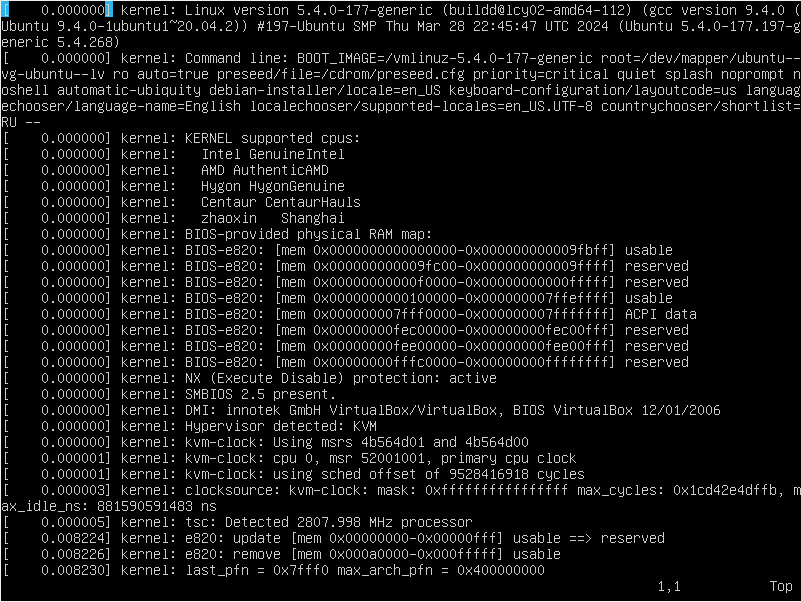 [    0.000000] kernel: Linux version 5.4.0-177-generic (buildd@lcy02-amd64-112) (gcc version 9.4.0 (
Ubuntu 9.4.0-1ubuntu1~20.04.2)) #197-Ubuntu SMP Thu Mar 28 22:45:47 UTC 2024 (Ubuntu 5.4.0-177.197-g
eneric 5.4.268)
[    0.000000] kernel: Command line: BOOT_IMAGE=/vmlinuz-5.4.0-177-generic root=/dev/mapper/ubuntu--
vg-ubuntu--lv ro auto=true preseed/file=/cdrom/preseed.cfg priority=critical quiet splash noprompt n
oshell automatic-ubiquity debian-installer/locale=en_US keyboard-configuration/layoutcode=us languag
echooser/language-name=English localechooser/supported-locales=en_US.UTF-8 countrychooser/shortlist=
RU --
[    0.000000] kernel: KERNEL supported cpus:
[    0.000000] kernel:   Intel GenuineIntel
[    0.000000] kernel:   AMD AuthenticAMD
[    0.000000] kernel:   Hygon HygonGenuine
[    0.000000] kernel:   Centaur CentaurHauls
[    0.000000] kernel:   zhaoxin   Shanghai
[    0.000000] kernel: BIOS-provided physical RAM map:
[    0.000000] kernel: BIOS-e820: [mem 0x0000000000000000-0x000000000009fbff] usable
[    0.000000] kernel: BIOS-e820: [mem 0x000000000009fc00-0x000000000009ffff] reserved
[    0.000000] kernel: BIOS-e820: [mem 0x00000000000f0000-0x00000000000fffff] reserved
[    0.000000] kernel: BIOS-e820: [mem 0x0000000000100000-0x000000007ffeffff] usable
[    0.000000] kernel: BIOS-e820: [mem 0x000000007fff0000-0x000000007fffffff] ACPI data
[    0.000000] kernel: BIOS-e820: [mem 0x00000000fec00000-0x00000000fec00fff] reserved
[    0.000000] kernel: BIOS-e820: [mem 0x00000000fee00000-0x00000000fee00fff] reserved
[    0.000000] kernel: BIOS-e820: [mem 0x00000000fffc0000-0x00000000ffffffff] reserved
[    0.000000] kernel: NX (Execute Disable) protection: active
[    0.000000] kernel: SMBIOS 2.5 present.
[    0.000000] kernel: DMI: innotek GmbH VirtualBox/VirtualBox, BIOS VirtualBox 12/01/2006
[    0.000000] kernel: Hypervisor detected: KVM
[    0.000000] kernel: kvm-clock: Using msrs 4b564d01 and 4b564d00
[    0.000001] kernel: kvm-clock: cpu 0, msr 52001001, primary cpu clock
[    0.000001] kernel: kvm-clock: using sched offset of 9528416918 cycles
[    0.000003] kernel: clocksource: kvm-clock: mask: 0xffffffffffffffff max_cycles: 0x1cd42e4dffb, m
ax_idle_ns: 881590591483 ns
[    0.000005] kernel: tsc: Detected 2807.998 MHz processor
[    0.008224] kernel: e820: update [mem 0x00000000-0x00000fff] usable ==> reserved
[    0.008226] kernel: e820: remove [mem 0x000a0000-0x000fffff] usable
[    0.008230] kernel: last_pfn = 0x7fff0 max_arch_pfn = 0x400000000
1,1 Top